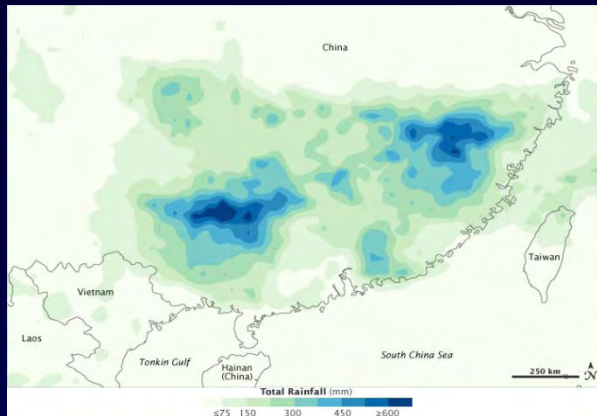 China
Taiwan
Vietnam
Laos
Tonkin Gulf
Hainan
(China)
South China Sea
250 km
N
Total Rainfall (mm)
≤75 150 300 450 ≥600